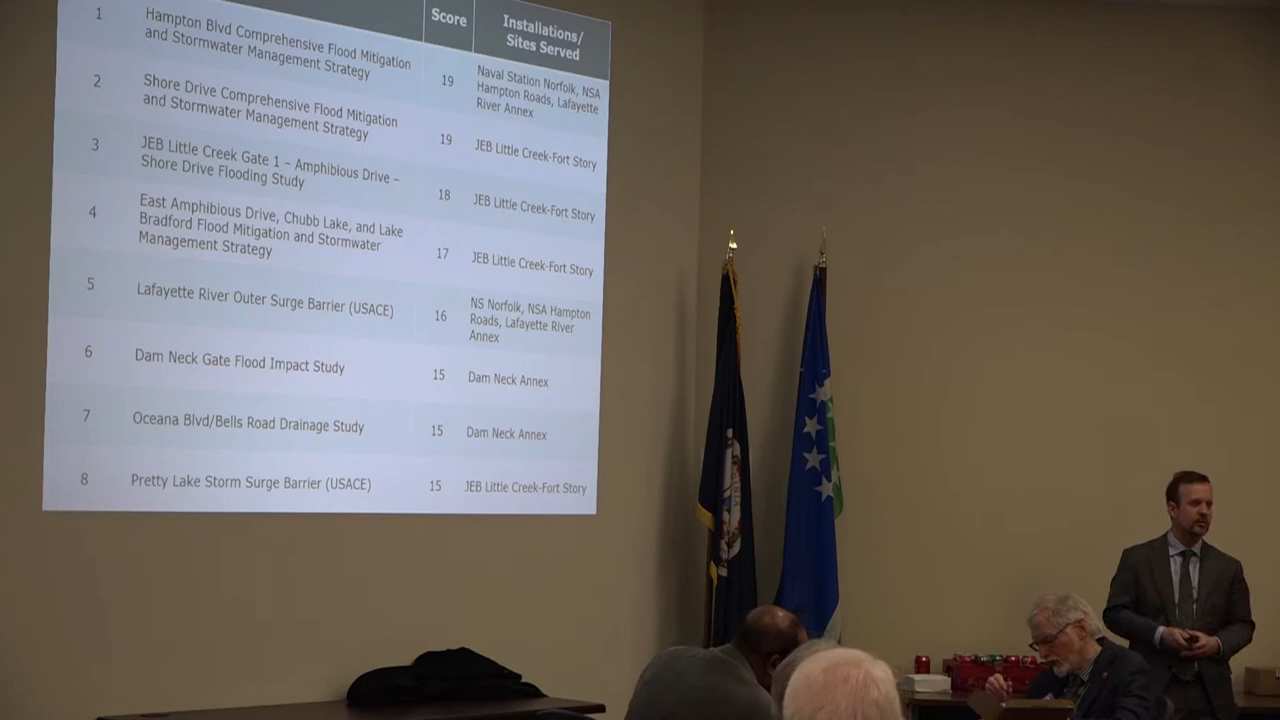 Score
Installations/
Sites Served
1
Hampton Blvd Comprehensive Flood Mitigation
and Stormwater Management Strategy
19
Naval Station Norfolk, NSA
Hampton Roads, Lafayette
River Annex
2
Shore Drive Comprehensive Flood Mitigation
and Stormwater Management Strategy
19
JEB Little Creek-Fort Story
3
JEB Little Creek Gate 1 – Amphibious Drive –
Shore Drive Flooding Study
18
JEB Little Creek-Fort Story
4
East Amphibious Drive, Chubb Lake, and Lake
Bradford Flood Mitigation and Stormwater
Management Strategy
17
JEB Little Creek-Fort Story
5
Lafayette River Outer Surge Barrier (USACE)
16
NS Norfolk, NSA Hampton
Roads, Lafayette River
Annex
6
Dam Neck Gate Flood Impact Study
15
Dam Neck Annex
7
Oceana Blvd/Bells Road Drainage Study
15
Dam Neck Annex
8
Pretty Lake Storm Surge Barrier (USACE)
15
JEB Little Creek-Fort Story